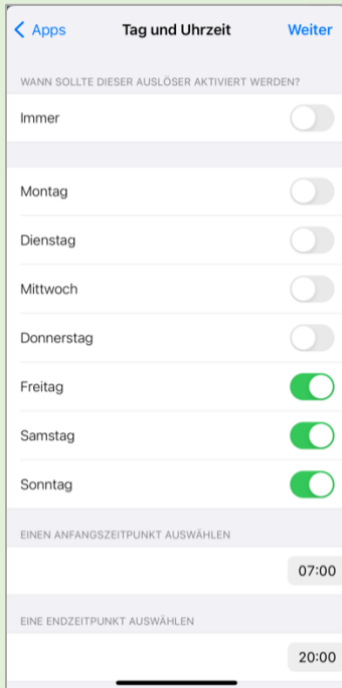 Apps Tag und Uhrzeit Weiter
WANN SOLLTE DIESER AUSLÖSER AKTIVIERT WERDEN?
Immer
Montag
Dienstag
Mittwoch
Donnerstag
Freitag
Samstag
Sonntag
EINEN ANFANGSZEITPUNKT AUSWÄHLEN
07:00
EINE ENDZEITPUNKT AUSWÄHLEN
20:00